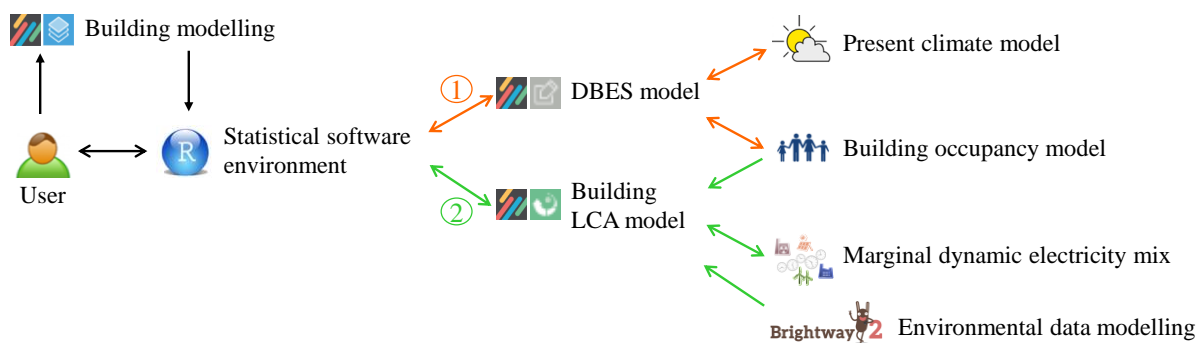 Building modelling
User
R
Statistical software
environment
1
DBES model
2
Building
LCA model
Present climate model
Building occupancy model
Marginal dynamic electricity mix
Brightway2
Environmental data modelling